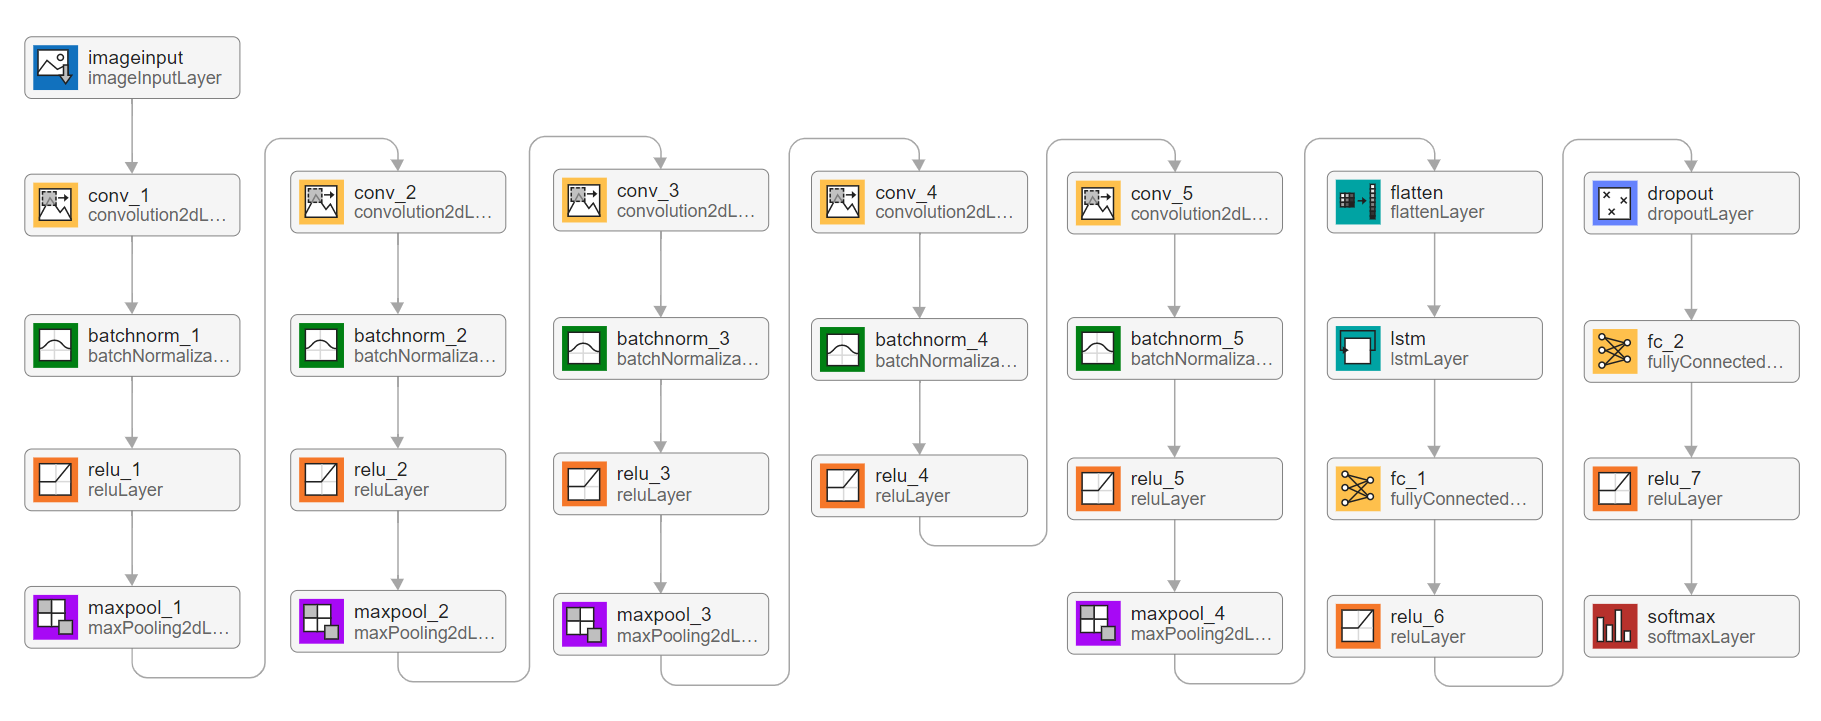 imageinput
imageInputLayer
conv_1
convolution2dL...
batchnorm_1
batchNormaliza...
relu_1
reluLayer
maxpool_1
maxPooling2dL...
conv_2
convolution2dL...
batchnorm_2
batchNormaliza...
relu_2
reluLayer
maxpool_2
maxPooling2dL...
conv_3
convolution2dL...
batchnorm_3
batchNormaliza...
relu_3
reluLayer
maxpool_3
maxPooling2dL...
conv_4
convolution2dL...
batchnorm_4
batchNormaliza...
relu_4
reluLayer
conv_5
convolution2dL...
batchnorm_5
batchNormaliza...
relu_5
reluLayer
maxpool_4
maxPooling2dL...
flatten
flattenLayer
lstm
lstmLayer
fc_1
fullyConnected...
relu_6
reluLayer
dropout
dropoutLayer
fc_2
fullyConnected...
relu_7
reluLayer
softmax
softmaxLayer